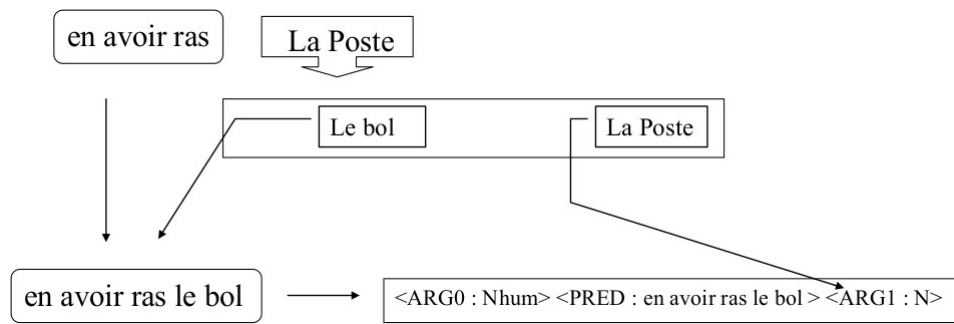 en avoir ras
La Poste
Le bol
La Poste
en avoir ras le bol
<ARG0 : Nhum> <PRED : en avoir ras le bol > <ARG1 : N>